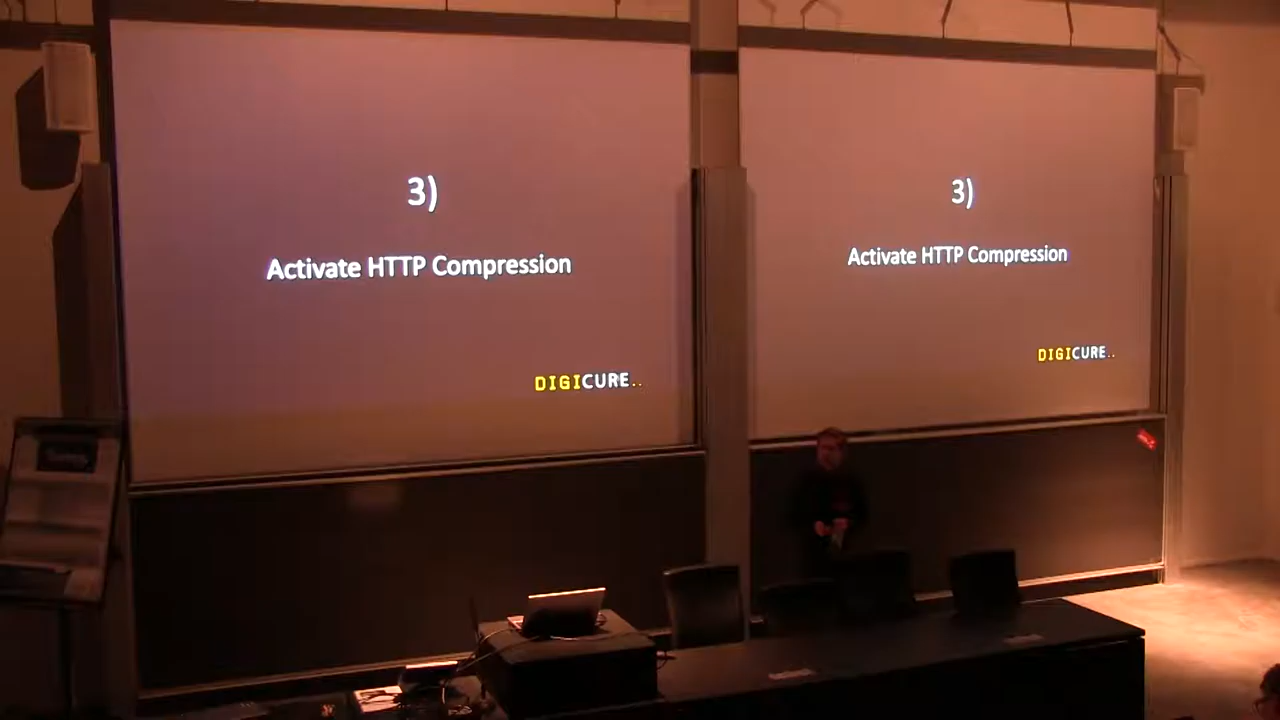 3)
Activate HTTP Compression
DIGICURE..
3)
Activate HTTP Compression
DIGICURE..